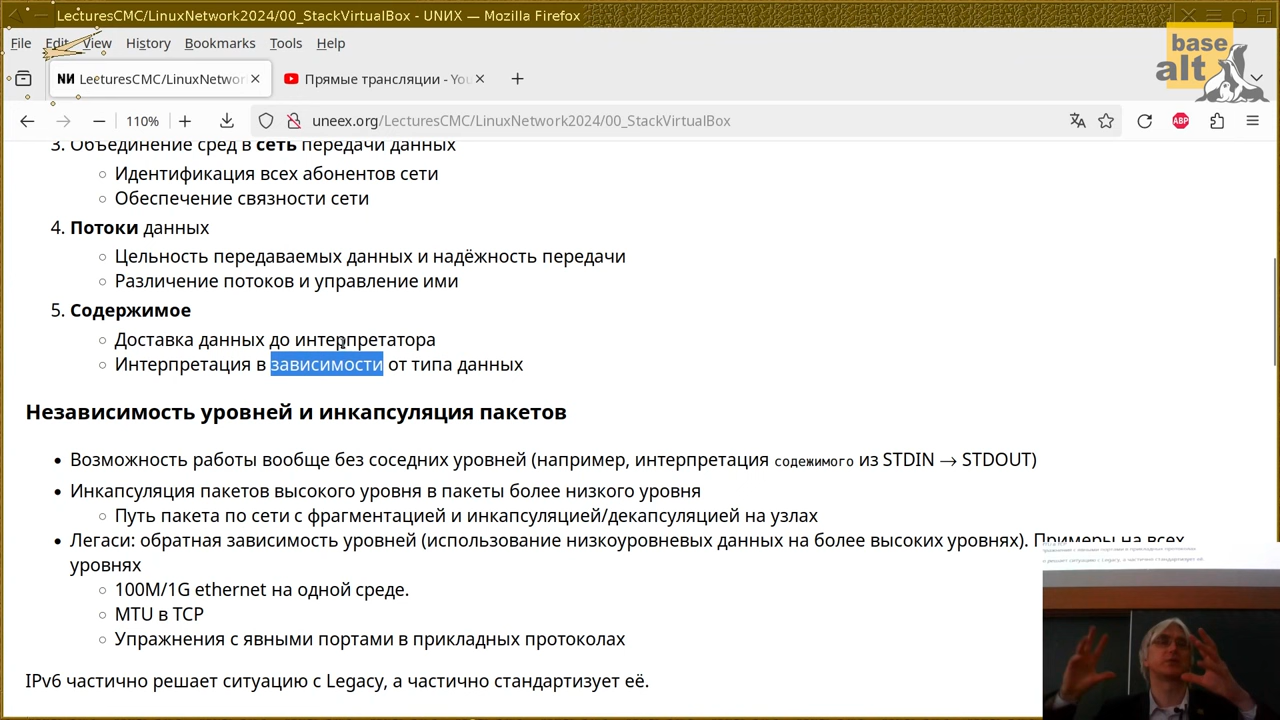 LecturesCMC/LinuxNetwork2024/00_StackVirtualBox - UNИX — Mozilla Firefox
File Edit View History Bookmarks Tools Help
base
alt
NИ LecturesCMC/LinuxNetwor
Прямые трансляции - You
110%
uneex.org/LecturesCMC/LinuxNetwork2024/00_StackVirtualBox
ABP
3. Объединение сред в сеть передачи данных
Идентификация всех абонентов сети
Обеспечение связности сети
4. Потоки данных
Цельность передаваемых данных и надёжность передачи
Различение потоков и управление ими
5. Содержимое
Доставка данных до интерпретатора
Интерпретация в зависимости от типа данных
Независимость уровней и инкапсуляция пакетов
Возможность работы вообще без соседних уровней (например, интерпретация содежимого из STDIN → STDOUT)
Инкапсуляция пакетов высокого уровня в пакеты более низкого уровня
Путь пакета по сети с фрагментацией и инкапсуляцией/декапсуляцией на узлах
Легаси: обратная зависимость уровней (использование низкоуровневых данных на более высоких уровнях). Примеры на всех
уровнях
100M/1G ethernet на одной среде.
MTU в TCP
Упражнения с явными портами в прикладных протоколах
IPv6 частично решает ситуацию с Legacy, а частично стандартизует её.